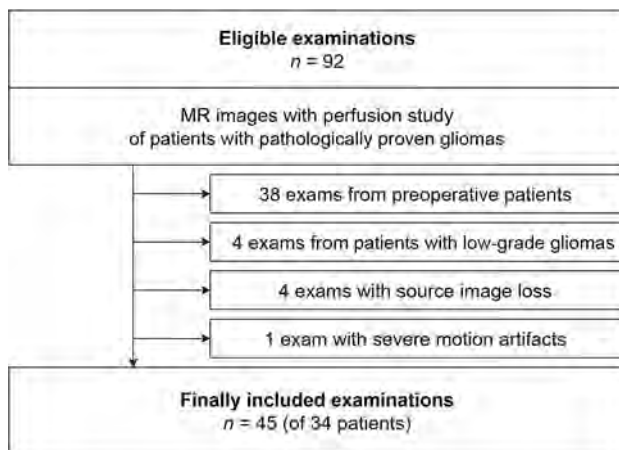 Eligible examinations
n = 92
MR images with perfusion study
of patients with pathologically proven gliomas
38 exams from preoperative patients
4 exams from patients with low-grade gliomas
4 exams with source image loss
1 exam with severe motion artifacts
Finally included examinations
n = 45 (of 34 patients)